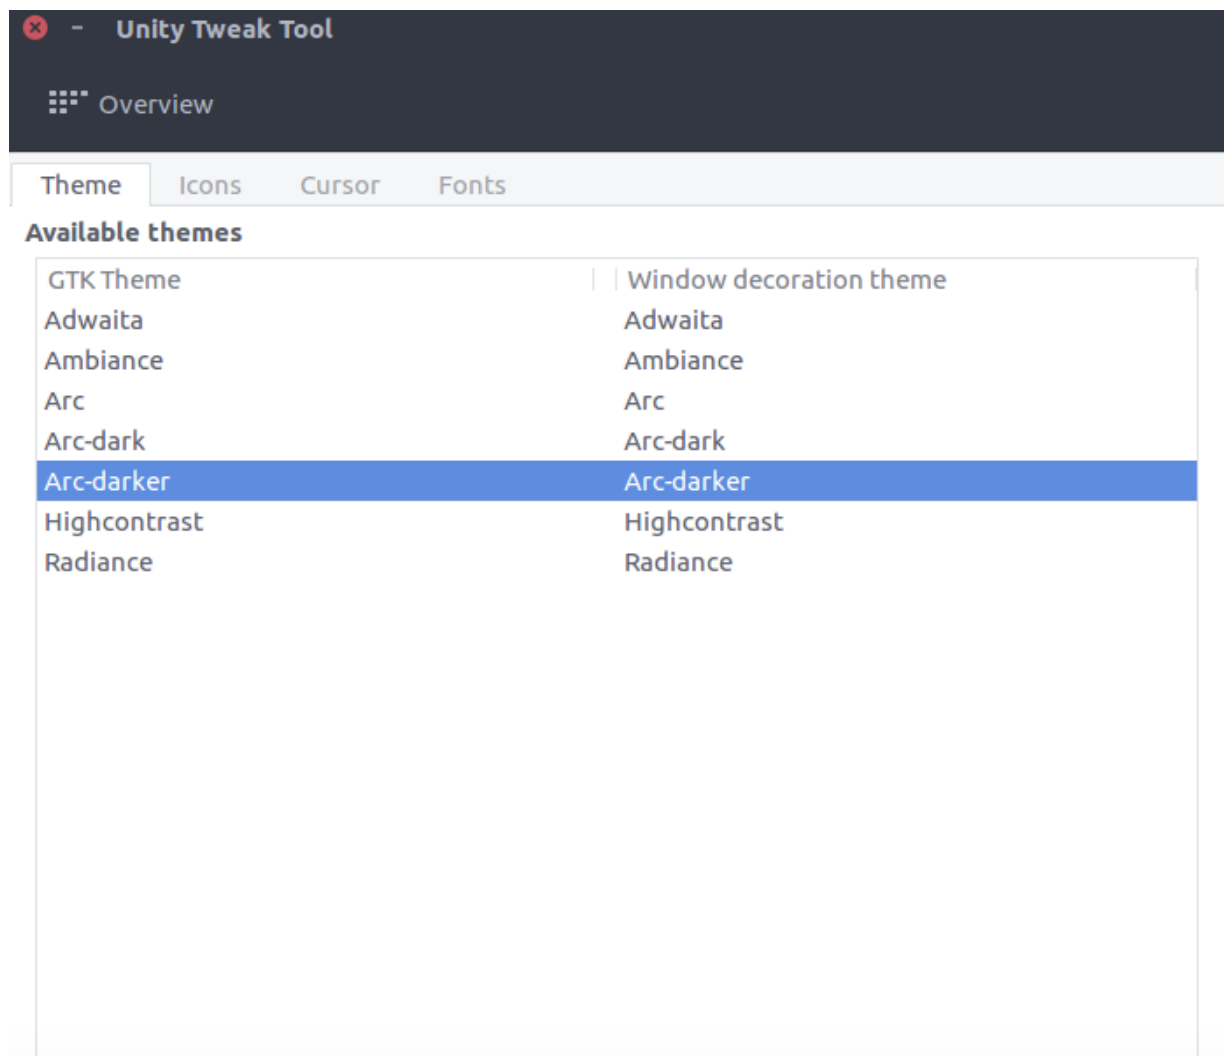 Unity Tweak Tool
Overview
Theme Icons Cursor Fonts
Available themes
GTK Theme Window decoration theme
Adwaita Adwaita
Ambiance Ambiance
Arc Arc
Arc-dark Arc-dark
Arc-darker Arc-darker
Highcontrast Highcontrast
Radiance Radiance